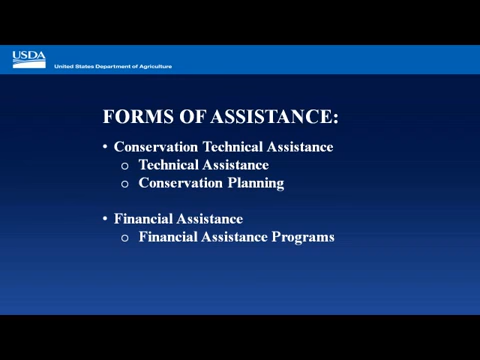 USDA
United States Department of Agriculture
FORMS OF ASSISTANCE:
• Conservation Technical Assistance
o Technical Assistance
o Conservation Planning
• Financial Assistance
o Financial Assistance Programs